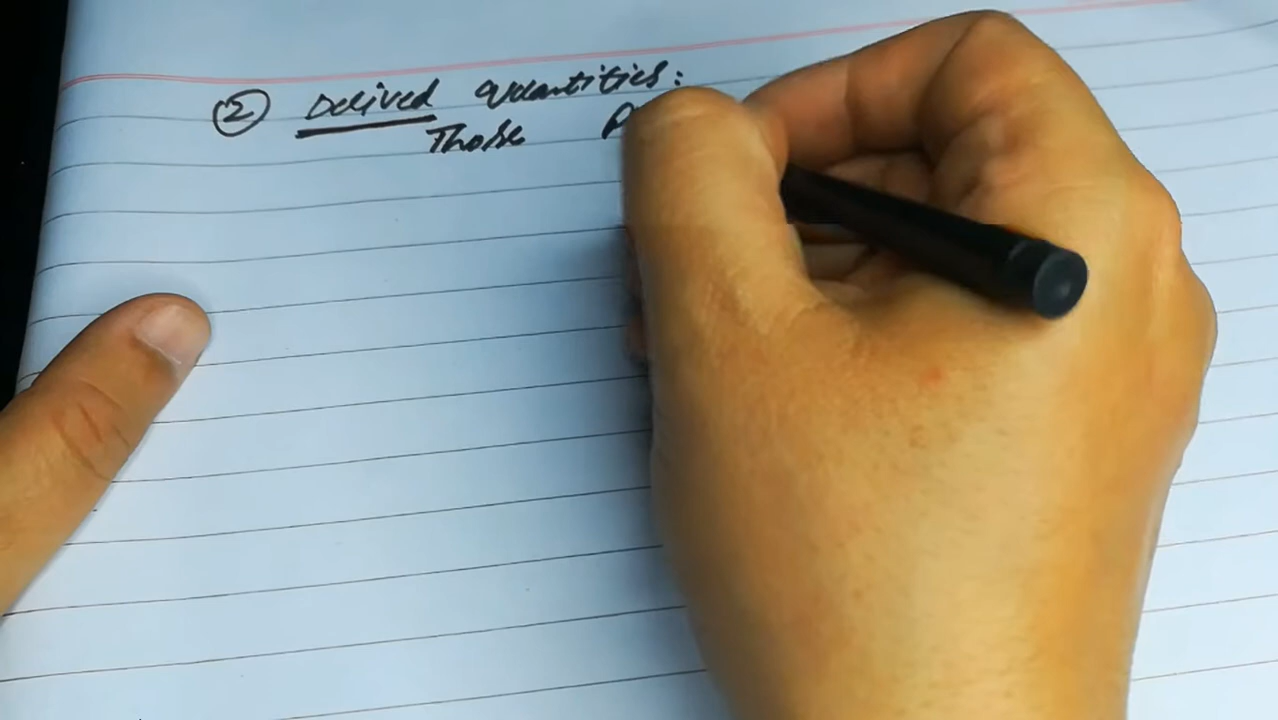 ② Derived quantities:
Those